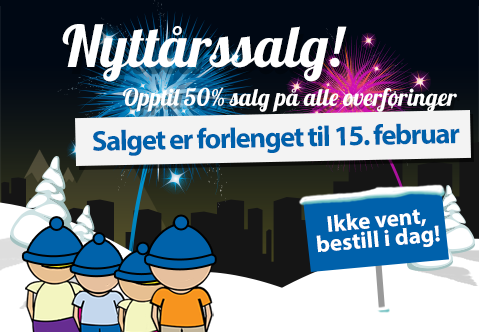 Nyttårssalg!
Opptil 50% salg på alle overføringer
Salget er forlenget til 15. februar
Ikke vent,
bestill i dag!